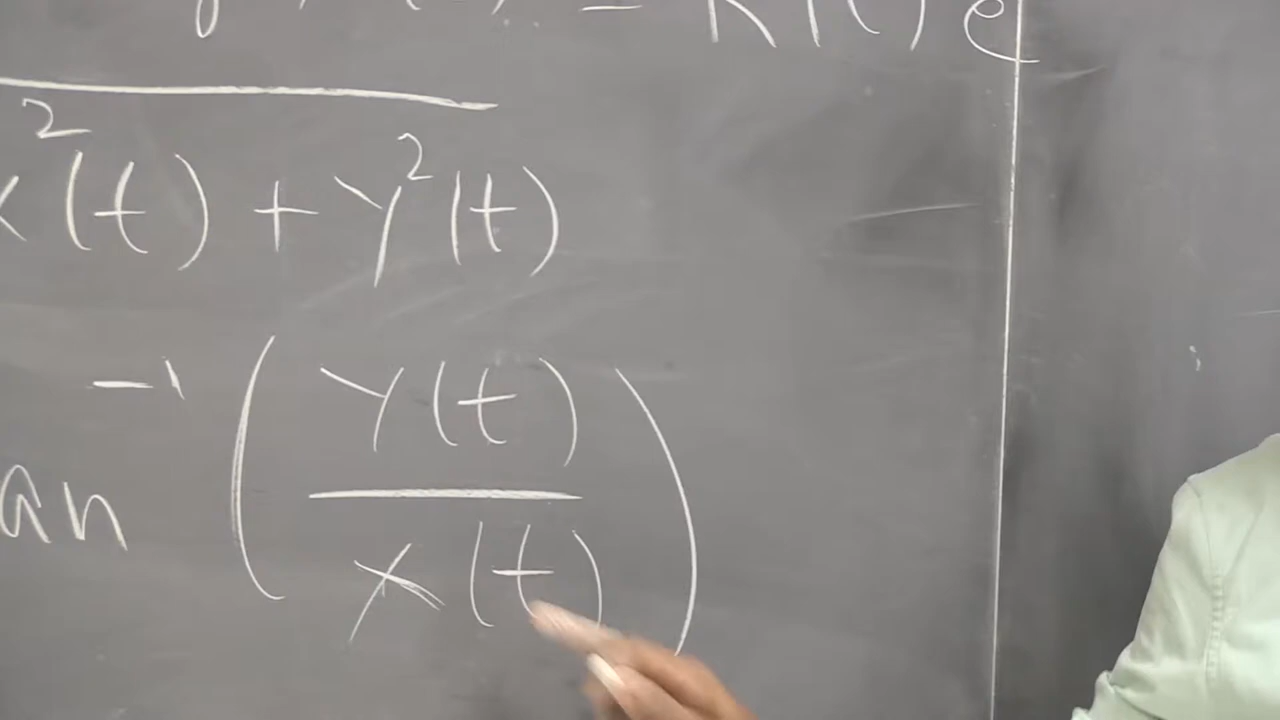 x²(t) + y²(t)
an⁻¹ ( y(t) / x(t) )